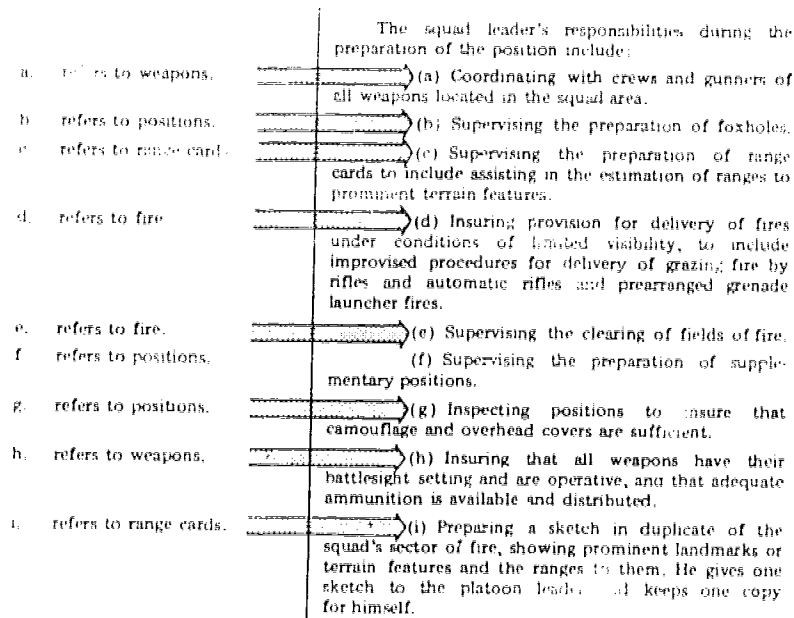 The squad leader's responsibilities during the
preparation of the position include:
a. refers to weapons.
(a) Coordinating with crews and gunners of
all weapons located in the squad area.
b. refers to positions.
(b) Supervising the preparation of foxholes.
c. refers to range card
(c) Supervising the preparation of range
cards to include assisting in the estimation of ranges to
prominent terrain features.
d. refers to fire
(d) Insuring provision for delivery of fires
under conditions of limited visibility, to include
improvised procedures for delivery of grazing fire by
rifles and automatic rifles and prearranged grenade
launcher fires.
e. refers to fire.
(e) Supervising the clearing of fields of fire.
f refers to positions.
(f) Supervising the preparation of supple-
mentary positions.
g. refers to positions.
(g) Inspecting positions to insure that
camouflage and overhead covers are sufficient.
h. refers to weapons.
(h) Insuring that all weapons have their
battlesight setting and are operative, and that adequate
ammunition is available and distributed.
i. refers to range cards.
(i) Preparing a sketch in duplicate of the
squad's sector of fire, showing prominent landmarks or
terrain features and the ranges to them. He gives one
sketch to the platoon keeps one copy
for himself.